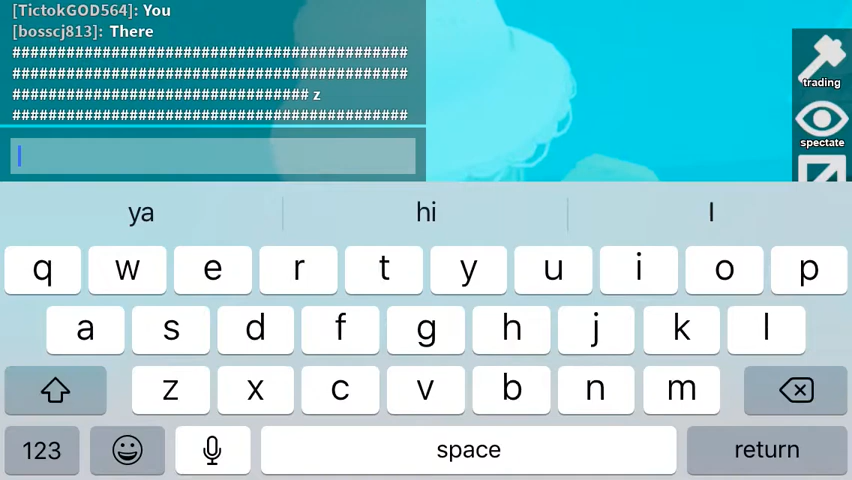 [TictokGOD564]: You
[bosscj813]: There
############################################
############################################
################################# z
############################################
trading
spectate
ya hi I
q w e r t y u i o p
a s d f g h j k l
z x c v b n m
123 space return